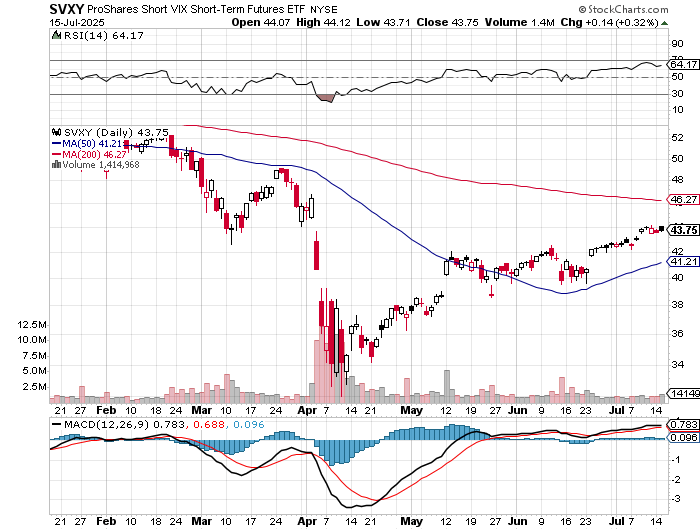 SVXY ProShares Short VIX Short-Term Futures ETF NYSE © StockCharts.com
15-Jul-2025 Open 44.07 High 44.12 Low 43.71 Close 43.75 Volume 1.4M Chg +0.14 (+0.32%)
RSI(14) 64.17
90
70
64.17
50
30
10
SVXY (Daily) 43.75
MA(50) 41.21
MA(200) 46.27
Volume 1,414,968
52
50
48
46.27
43.75
41.21
40
38
36
34
12.5M
10.0M
7.5M
5.0M
2.5M
14149
21 27 Feb 10 18 24 Mar 10 17 24 Apr 7 14 21 May 12 19 27 Jun 9 16 23 Jul 7 14
MACD(12,26,9) 0.783, 0.688, 0.096
0.783
0.096
-1
-2
-3
21 27 Feb 10 18 24 Mar 10 17 24 Apr 7 14 21 May 12 19 27 Jun 9 16 23 Jul 7 14